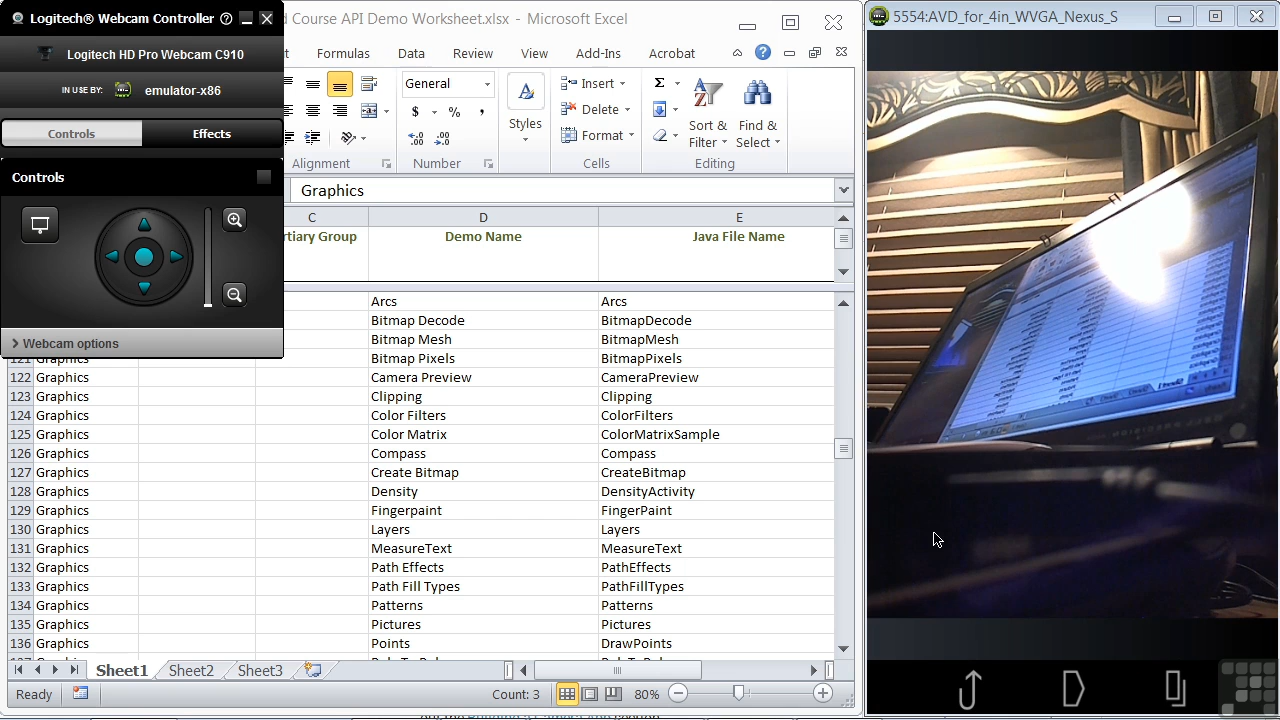 Logitech® Webcam Controller
Logitech HD Pro Webcam C910
IN USE BY: emulator-x86
Controls Effects
Controls
Webcam options
d Course API Demo Worksheet.xlsx - Microsoft Excel
Formulas Data Review View Add-Ins Acrobat
General
$ % ,
Styles
Insert
Delete
Format
Sort & Filter
Find & Select
Alignment Number Cells Editing
Graphics
C D E
rtiary Group Demo Name Java File Name
Arcs Arcs
Bitmap Decode BitmapDecode
Bitmap Mesh BitmapMesh
121 Graphics Bitmap Pixels BitmapPixels
122 Graphics Camera Preview CameraPreview
123 Graphics Clipping Clipping
124 Graphics Color Filters ColorFilters
125 Graphics Color Matrix ColorMatrixSample
126 Graphics Compass Compass
127 Graphics Create Bitmap CreateBitmap
128 Graphics Density DensityActivity
129 Graphics Fingerpaint FingerPaint
130 Graphics Layers Layers
131 Graphics MeasureText MeasureText
132 Graphics Path Effects PathEffects
133 Graphics Path Fill Types PathFillTypes
134 Graphics Patterns Patterns
135 Graphics Pictures Pictures
136 Graphics Points DrawPoints
Sheet1 Sheet2 Sheet3
Ready Count: 3 80%
5554:AVD_for_4in_WVGA_Nexus_S